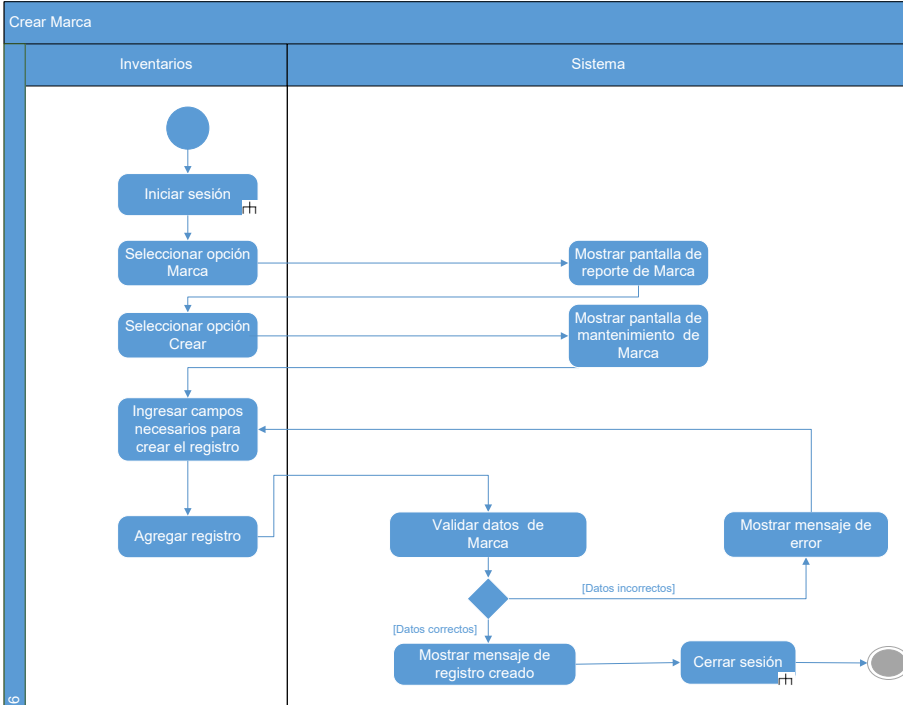 Crear Marca
Inventarios
Sistema
Iniciar sesión
Seleccionar opción
Marca
Mostrar pantalla de
reporte de Marca
Seleccionar opción
Crear
Mostrar pantalla de
mantenimiento de
Marca
Ingresar campos
necesarios para
crear el registro
Agregar registro
Validar datos de
Marca
Mostrar mensaje de
error
[Datos incorrectos]
[Datos correctos]
Mostrar mensaje de
registro creado
Cerrar sesión